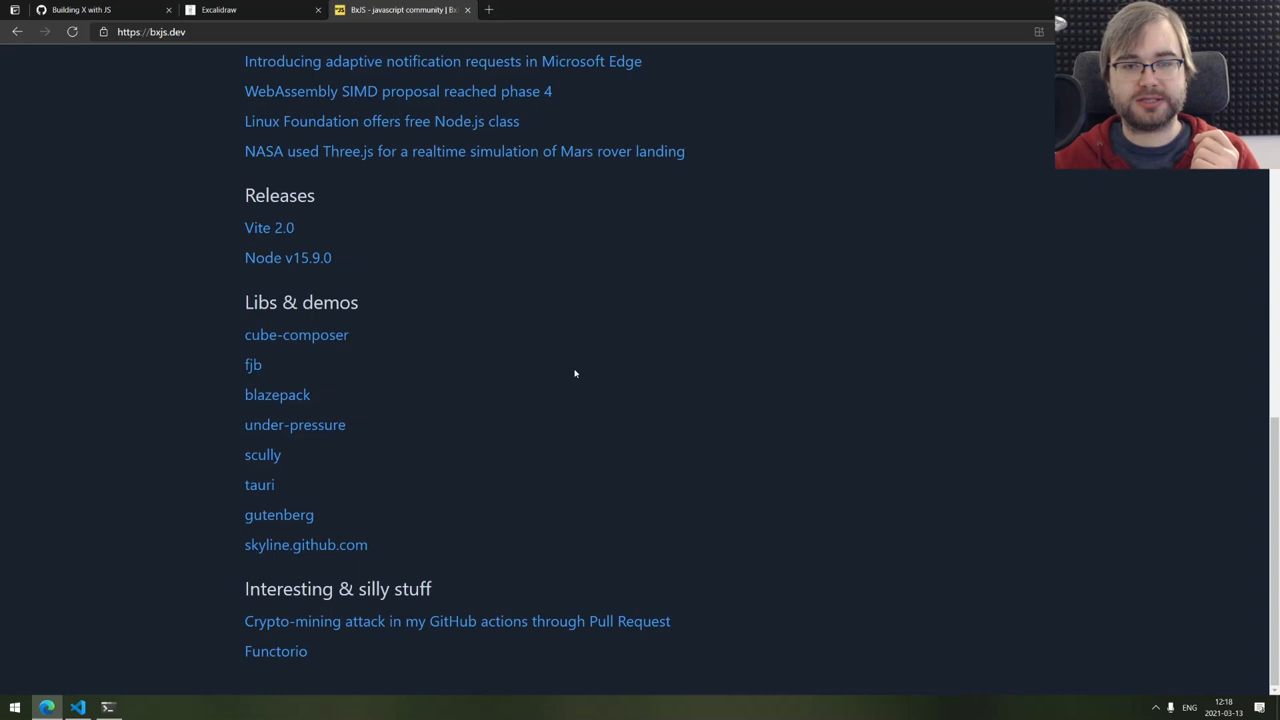 Building X with JS
Excalidraw
BxJS - javascript community | Bx
https://bxjs.dev
Introducing adaptive notification requests in Microsoft Edge
WebAssembly SIMD proposal reached phase 4
Linux Foundation offers free Node.js class
NASA used Three.js for a realtime simulation of Mars rover landing
Releases
Vite 2.0
Node v15.9.0
Libs & demos
cube-composer
fjb
blazepack
under-pressure
scully
tauri
gutenberg
skyline.github.com
Interesting & silly stuff
Crypto-mining attack in my GitHub actions through Pull Request
Functorio
ENG
12:18
2021-03-13